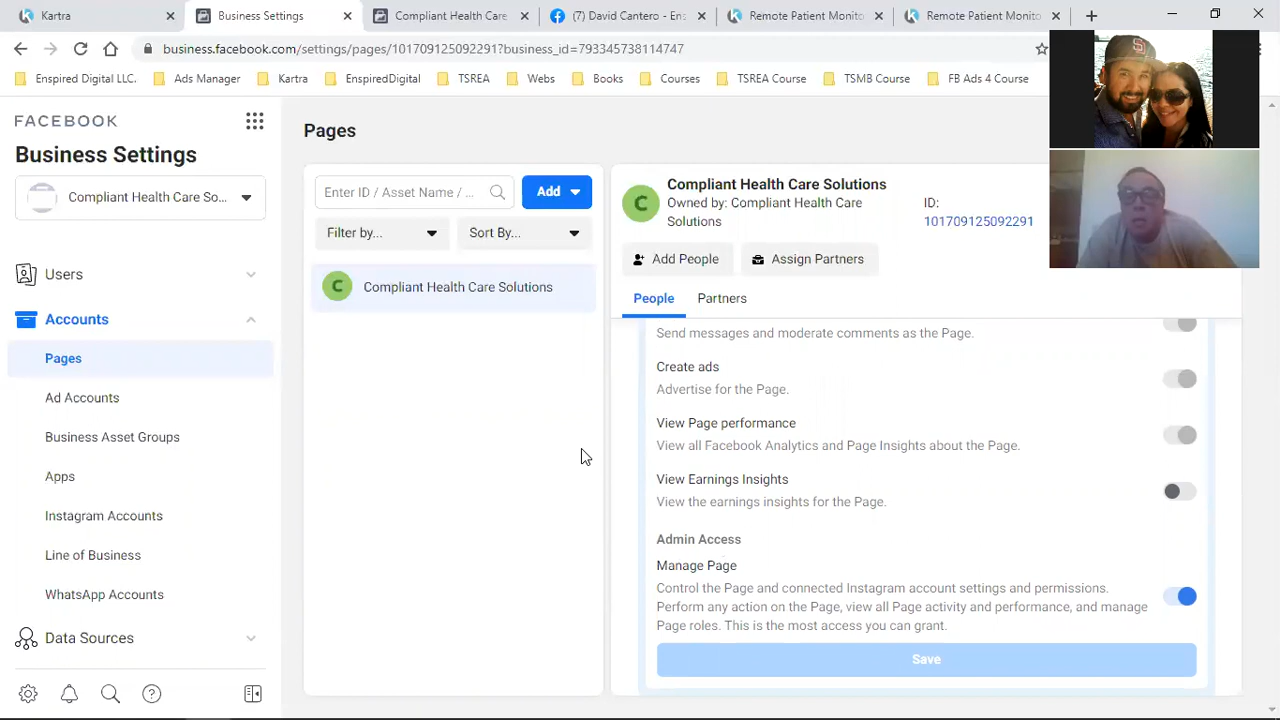 Kartra
Business Settings
Compliant Health Care
(7) David Cantero - Ens
Remote Patient Monito
Remote Patient Monito
business.facebook.com/settings/pages/101709125092291?business_id=793345738114747
Enspired Digital LLC.
Ads Manager
Kartra
EnspiredDigital
TSREA
Webs
Books
Courses
TSREA Course
TSMB Course
FB Ads 4 Course
FACEBOOK
Business Settings
Compliant Health Care So...
Users
Accounts
Pages
Ad Accounts
Business Asset Groups
Apps
Instagram Accounts
Line of Business
WhatsApp Accounts
Data Sources
Pages
Enter ID / Asset Name / ...
Add
Filter by...
Sort By...
C
Compliant Health Care Solutions
C
Compliant Health Care Solutions
Owned by: Compliant Health Care
Solutions
ID:
101709125092291
Add People
Assign Partners
People
Partners
Send messages and moderate comments as the Page.
Create ads
Advertise for the Page.
View Page performance
View all Facebook Analytics and Page Insights about the Page.
View Earnings Insights
View the earnings insights for the Page.
Admin Access
Manage Page
Control the Page and connected Instagram account settings and permissions.
Perform any action on the Page, view all Page activity and performance, and manage
Page roles. This is the most access you can grant.
Save